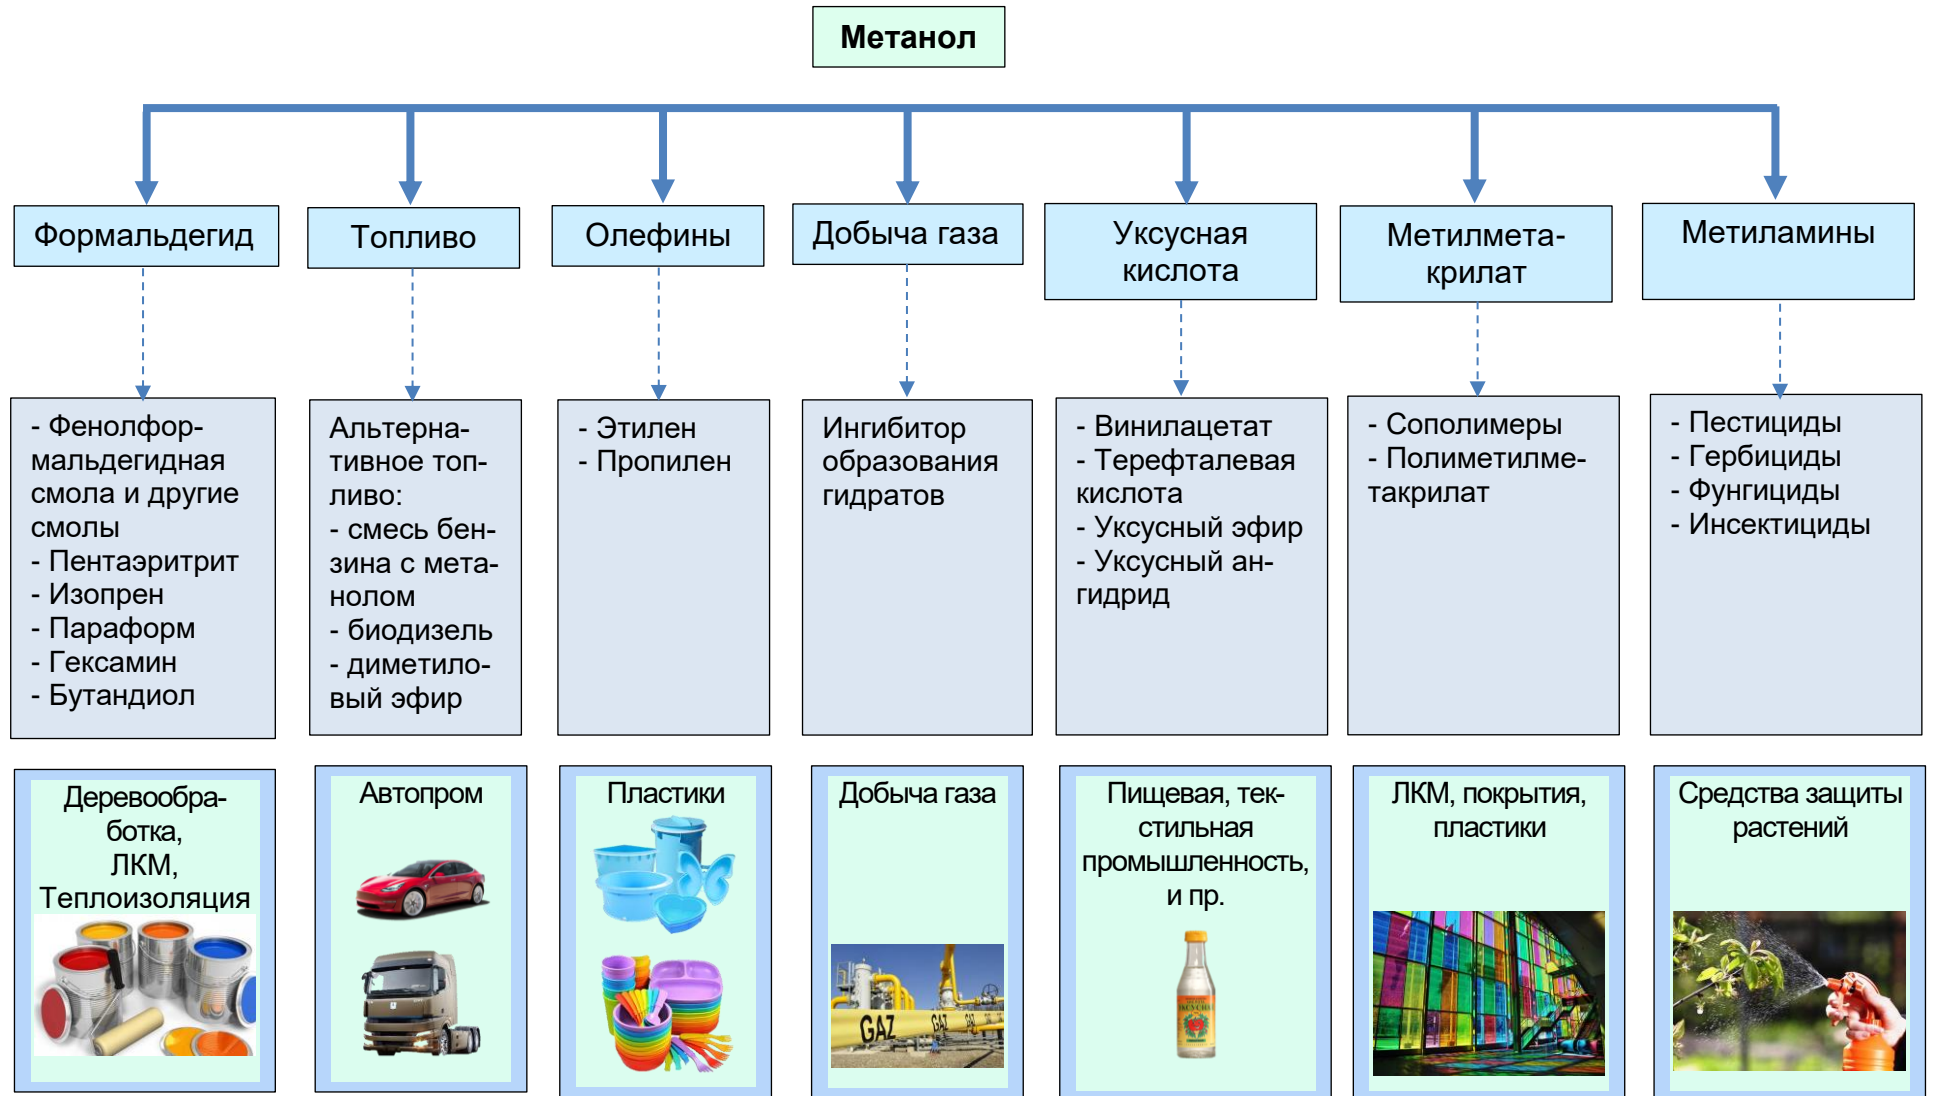 Метанол
Формальдегид
Топливо
Олефины
Добыча газа
Уксусная
кислота
Метилмета-
крилат
Метиламины
- Фенолфор-
мальдегидная
смола и другие
смолы
- Пентаэритрит
- Изопрен
- Параформ
- Гексамин
- Бутандиол
Альтерна-
тивное топ-
ливо:
- смесь бен-
зина с мета-
нолом
- биодизель
- диметило-
вый эфир
- Этилен
- Пропилен
Ингибитор
образования
гидратов
- Винилацетат
- Терефталевая
кислота
- Уксусный эфир
- Уксусный ан-
гидрид
- Сополимеры
- Полиметилме-
такрилат
- Пестициды
- Гербициды
- Фунгициды
- Инсектициды
Деревообра-
ботка,
ЛКМ,
Теплоизоляция
Автопром
Пластики
Добыча газа
GAZ
GAZ
Пищевая, тек-
стильная
промышленность,
и пр.
ЛКМ, покрытия,
пластики
Средства защиты
растений